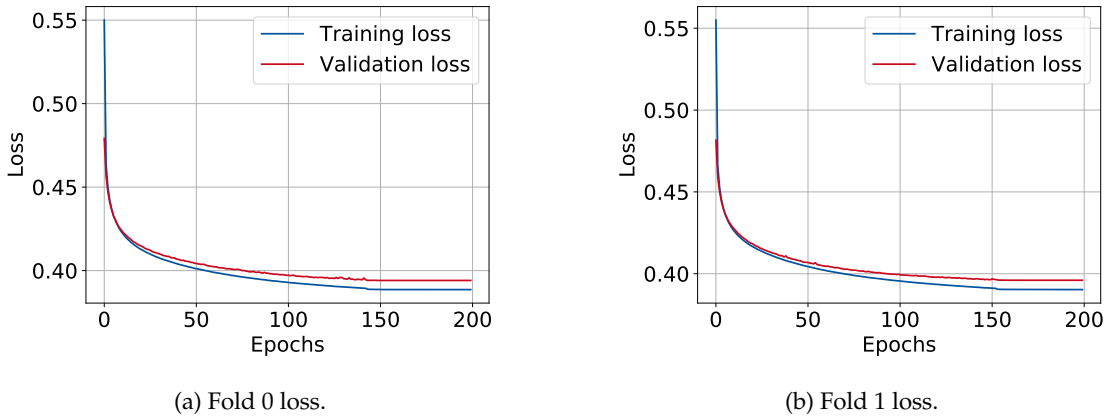 0.55
0.50
0.45
0.40
Loss
Training loss
Validation loss
0 50 100 150 200
Epochs
(a) Fold 0 loss.
0.55
0.50
0.45
0.40
Loss
Training loss
Validation loss
0 50 100 150 200
Epochs
(b) Fold 1 loss.